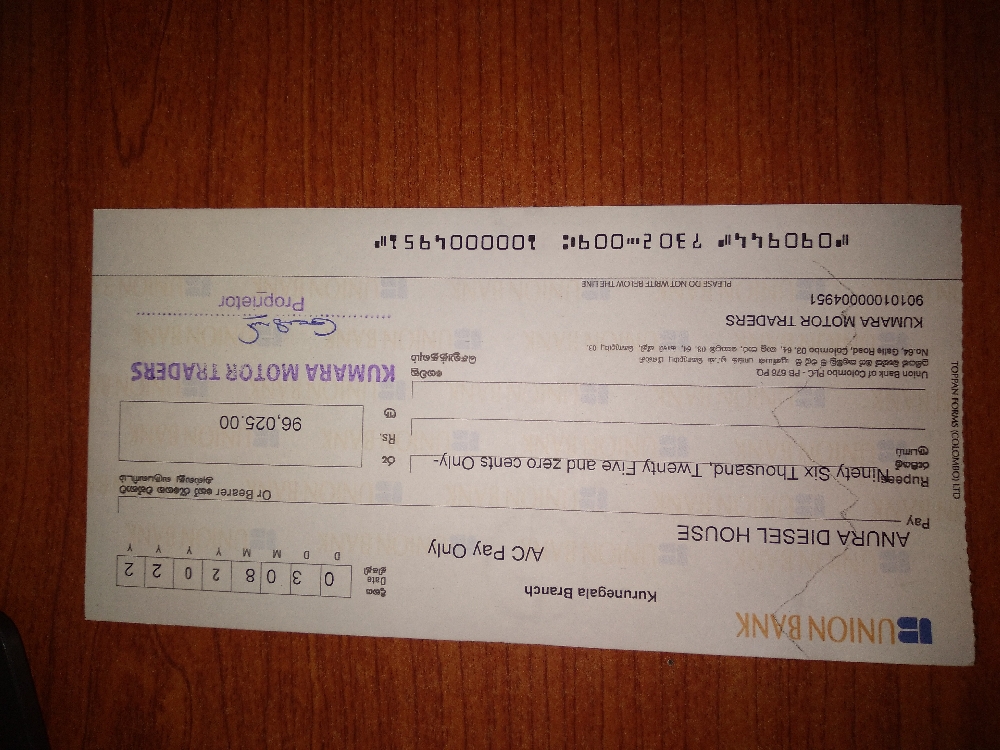 UNION BANK
Kurunegala Branch
Date
0 3 0 8 2 0 2 2
D D M M Y Y Y Y
A/C Pay Only
Pay
ANURA DIESEL HOUSE
Or Bearer
Rupees
Ninety Six Thousand, Twenty Five and zero cents Only-
රු
Rs.
ரூ
96,025.00
ரூபாய்
KUMARA MOTOR TRADERS
Union Bank of Colombo PLC - PB 676 PQ
No.64, Galle Road, Colombo 03.
KUMARA MOTOR TRADERS
9010100000004951
Proprietor
PLEASE DO NOT WRITE BELOW THE LINE
⑈090944⑈ 7302⑉009⑆ 1000004951⑈
TOPPAN FORMS (COLOMBO) LTD